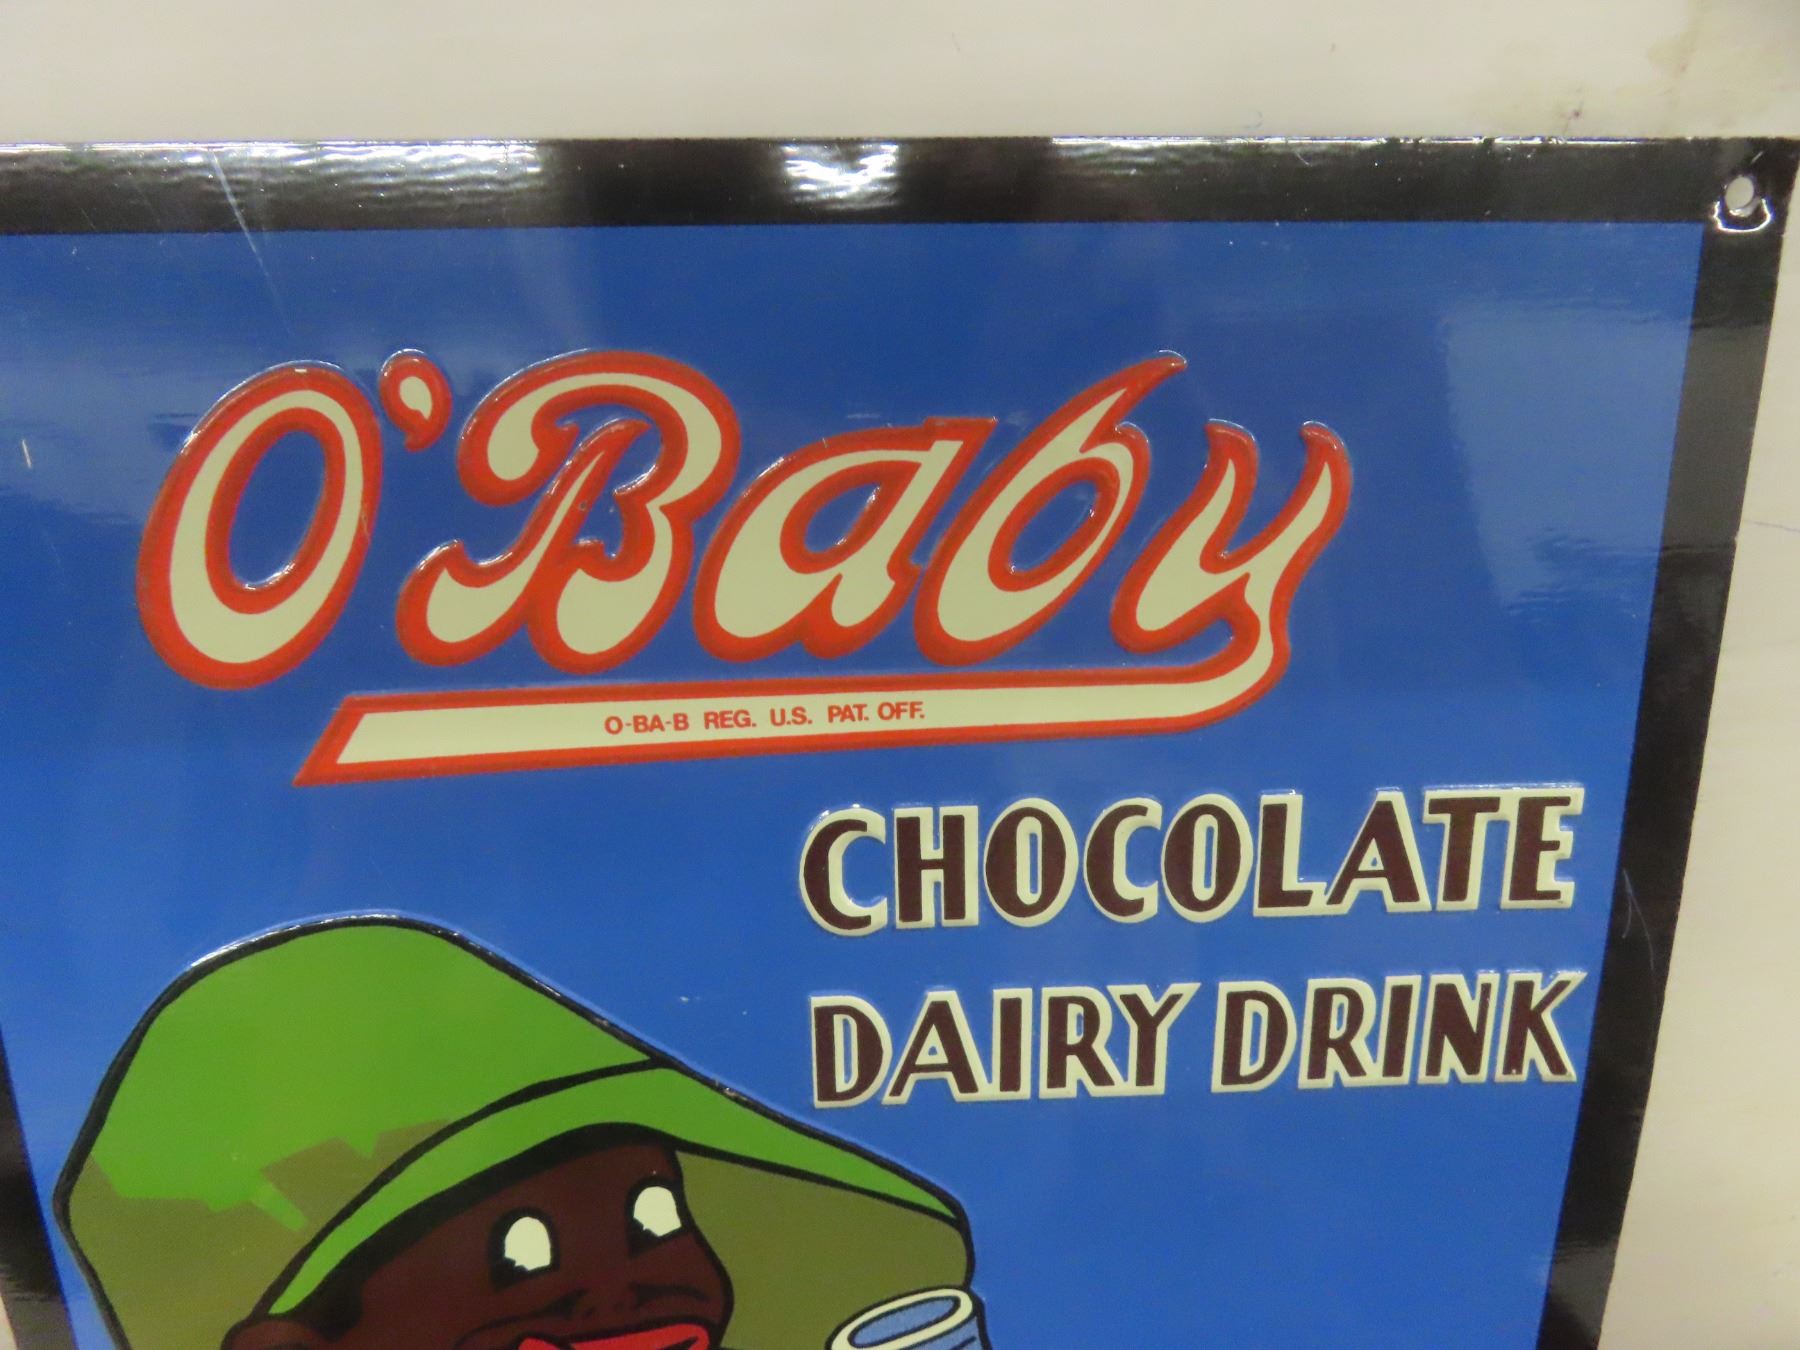 O'Baby
O-BA-B REG. U.S. PAT. OFF.
CHOCOLATE
DAIRY DRINK